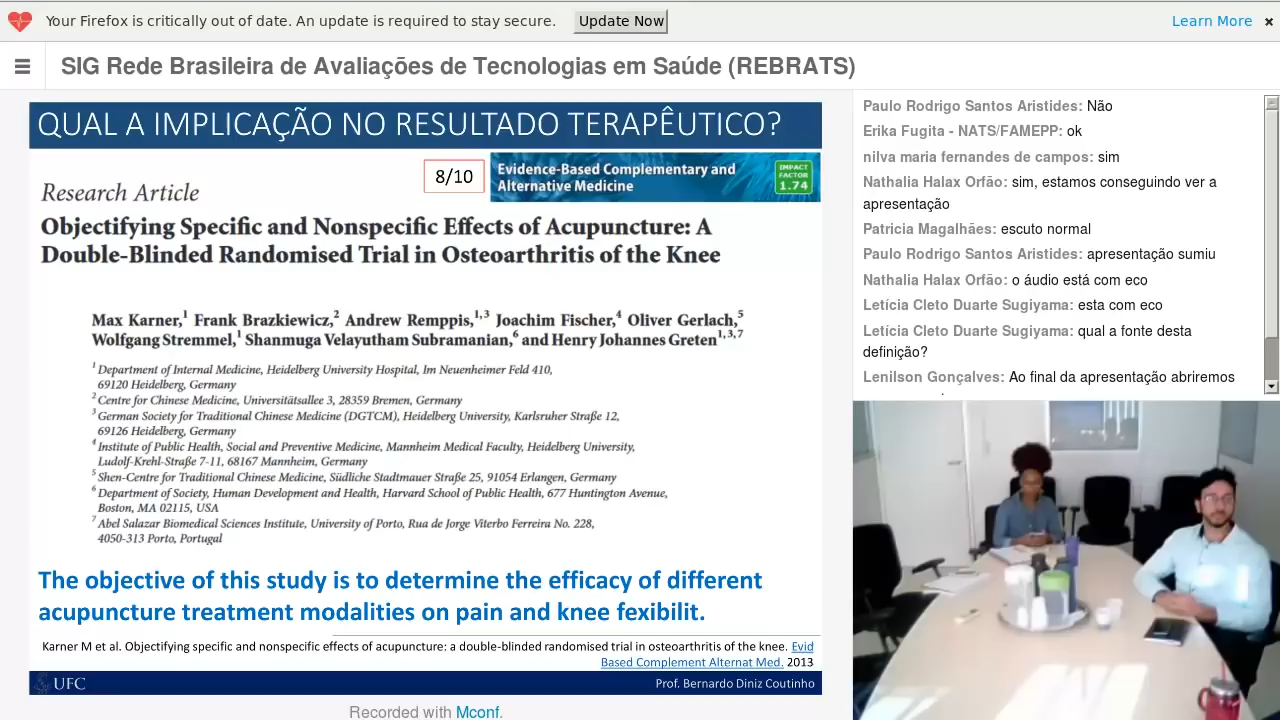 Your Firefox is critically out of date. An update is required to stay secure. Update Now Learn More ×
SIG Rede Brasileira de Avaliações de Tecnologias em Saúde (REBRATS)
QUAL A IMPLICAÇÃO NO RESULTADO TERAPÊUTICO?
8/10
Evidence-Based Complementary and
Alternative Medicine
IMPACT
FACTOR
1.74
Research Article
Objectifying Specific and Nonspecific Effects of Acupuncture: A
Double-Blinded Randomised Trial in Osteoarthritis of the Knee
Max Karner,1 Frank Brazkiewicz,2 Andrew Remppis,1,3 Joachim Fischer,4 Oliver Gerlach,5
Wolfgang Stremmel,1 Shanmuga Velayutham Subramanian,6 and Henry Johannes Greten1,3,7
1 Department of Internal Medicine, Heidelberg University Hospital, Im Neuenheimer Feld 410,
69120 Heidelberg, Germany
2 Centre for Chinese Medicine, Universitätsallee 3, 28359 Bremen, Germany
3 German Society for Traditional Chinese Medicine (DGTCM), Heidelberg University, Karlsruher Straße 12,
69126 Heidelberg, Germany
4 Institute of Public Health, Social and Preventive Medicine, Mannheim Medical Faculty, Heidelberg University,
Ludolf-Krehl-Straße 7-11, 68167 Mannheim, Germany
5 Shen-Centre for Traditional Chinese Medicine, Südliche Stadtmauer Straße 25, 91054 Erlangen, Germany
6 Department of Society, Human Development and Health, Harvard School of Public Health, 677 Huntington Avenue,
Boston, MA 02115, USA
7 Abel Salazar Biomedical Sciences Institute, University of Porto, Rua de Jorge Viterbo Ferreira No. 228,
4050-313 Porto, Portugal
The objective of this study is to determine the efficacy of different
acupuncture treatment modalities on pain and knee fexibilit.
Karner M et al. Objectifying specific and nonspecific effects of acupuncture: a double-blinded randomised trial in osteoarthritis of the knee. Evid
Based Complement Alternat Med. 2013
UFC
Prof. Bernardo Diniz Coutinho
Recorded with Mconf.
Paulo Rodrigo Santos Aristides: Não
Erika Fugita - NATS/FAMEPP: ok
nilva maria fernandes de campos: sim
Nathalia Halax Orfão: sim, estamos conseguindo ver a
apresentação
Patricia Magalhães: escuto normal
Paulo Rodrigo Santos Aristides: apresentação sumiu
Nathalia Halax Orfão: o áudio está com eco
Letícia Cleto Duarte Sugiyama: esta com eco
Letícia Cleto Duarte Sugiyama: qual a fonte desta
definição?
Lenilson Gonçalves: Ao final da apresentação abriremos